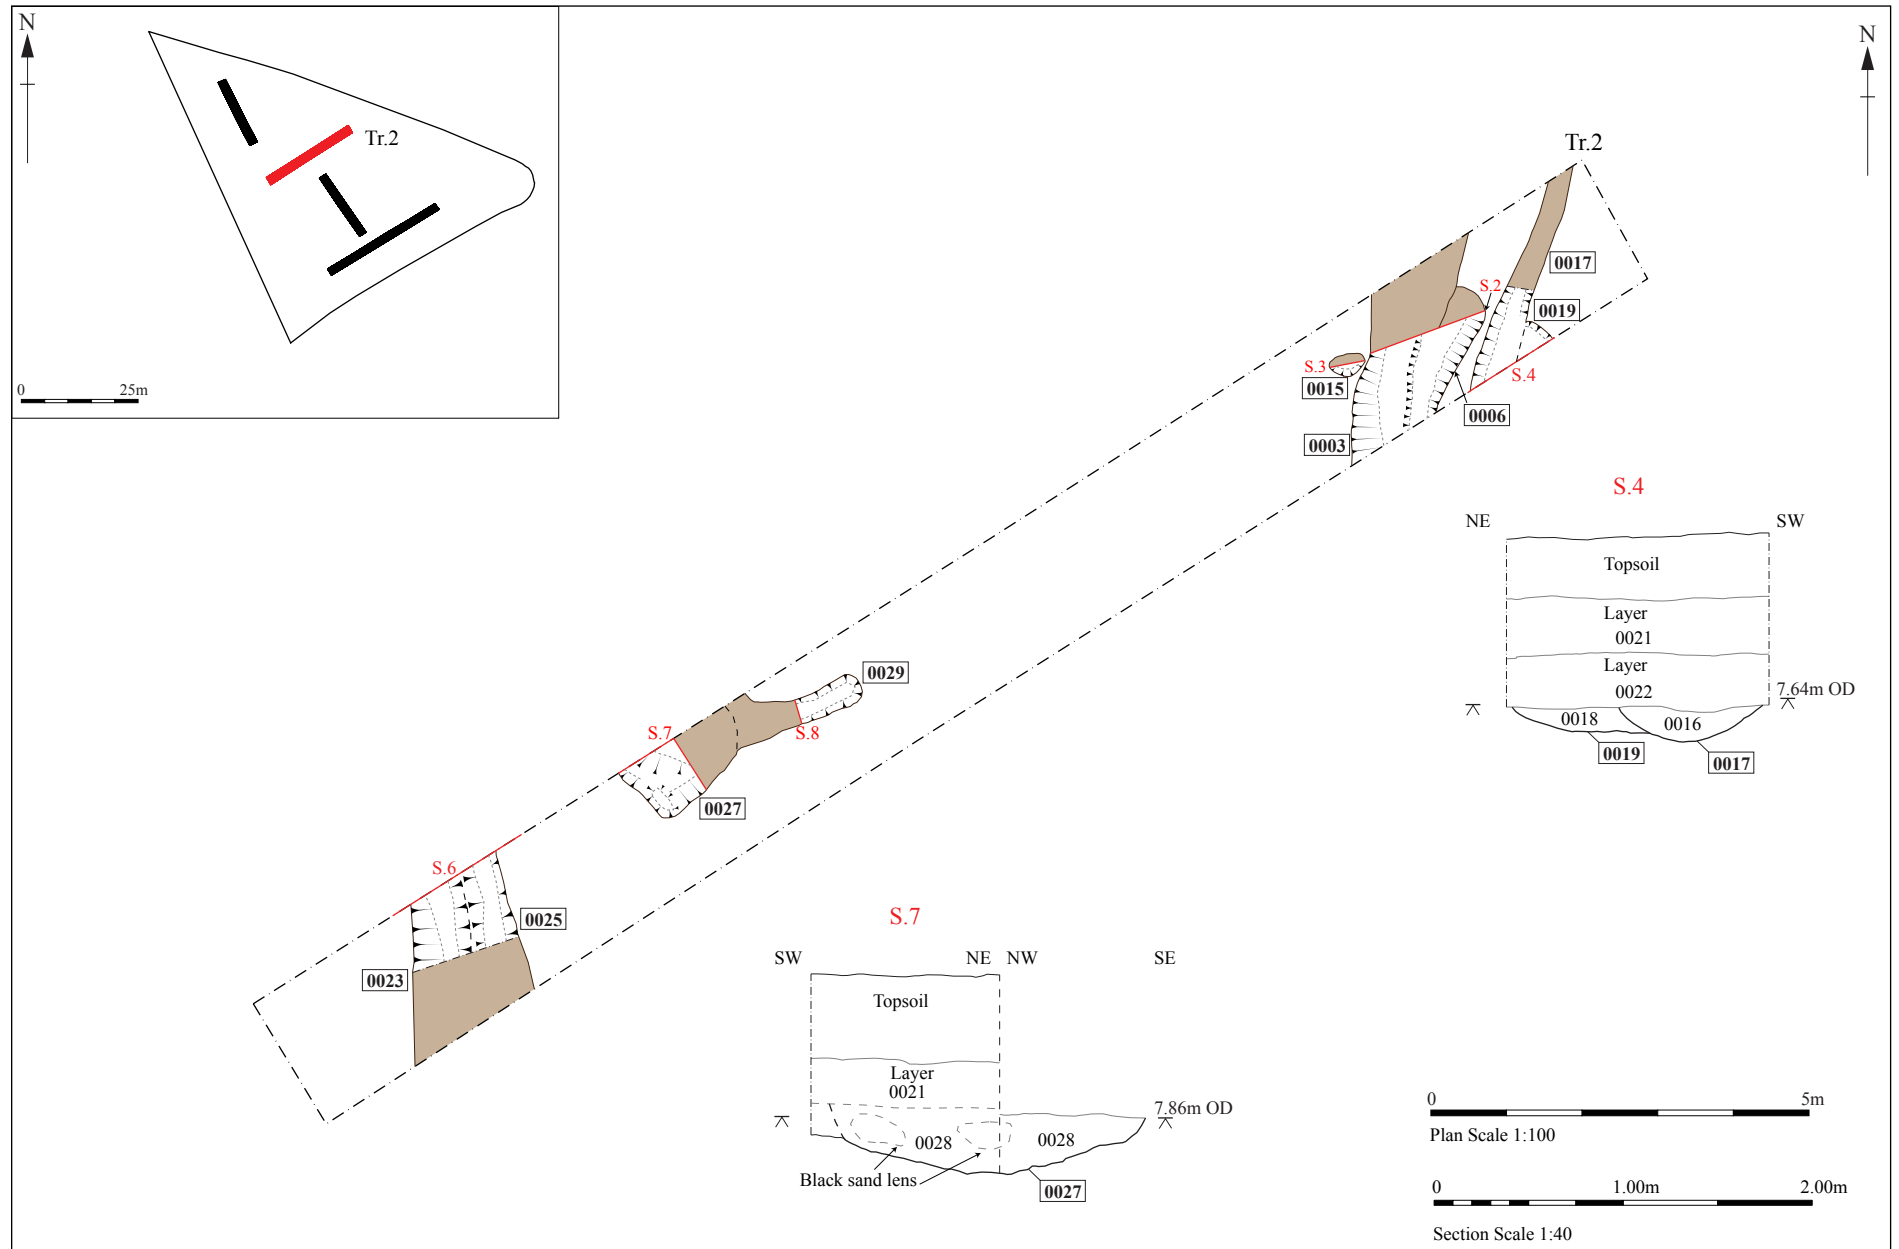 N
Tr.2
0 25m
N
Tr.2
0017
S.2
0019
S.3
S.4
0015
0006
0003
S.4
NE SW
Topsoil
Layer
0021
Layer
0022
7.64m OD
0018 0016
0019
0017
0029
S.7
S.8
0027
S.6
0025
0023
S.7
SW NE NW SE
Topsoil
Layer
0021
7.86m OD
0028 0028
Black sand lens
0027
0 5m
Plan Scale 1:100
0 1.00m 2.00m
Section Scale 1:40